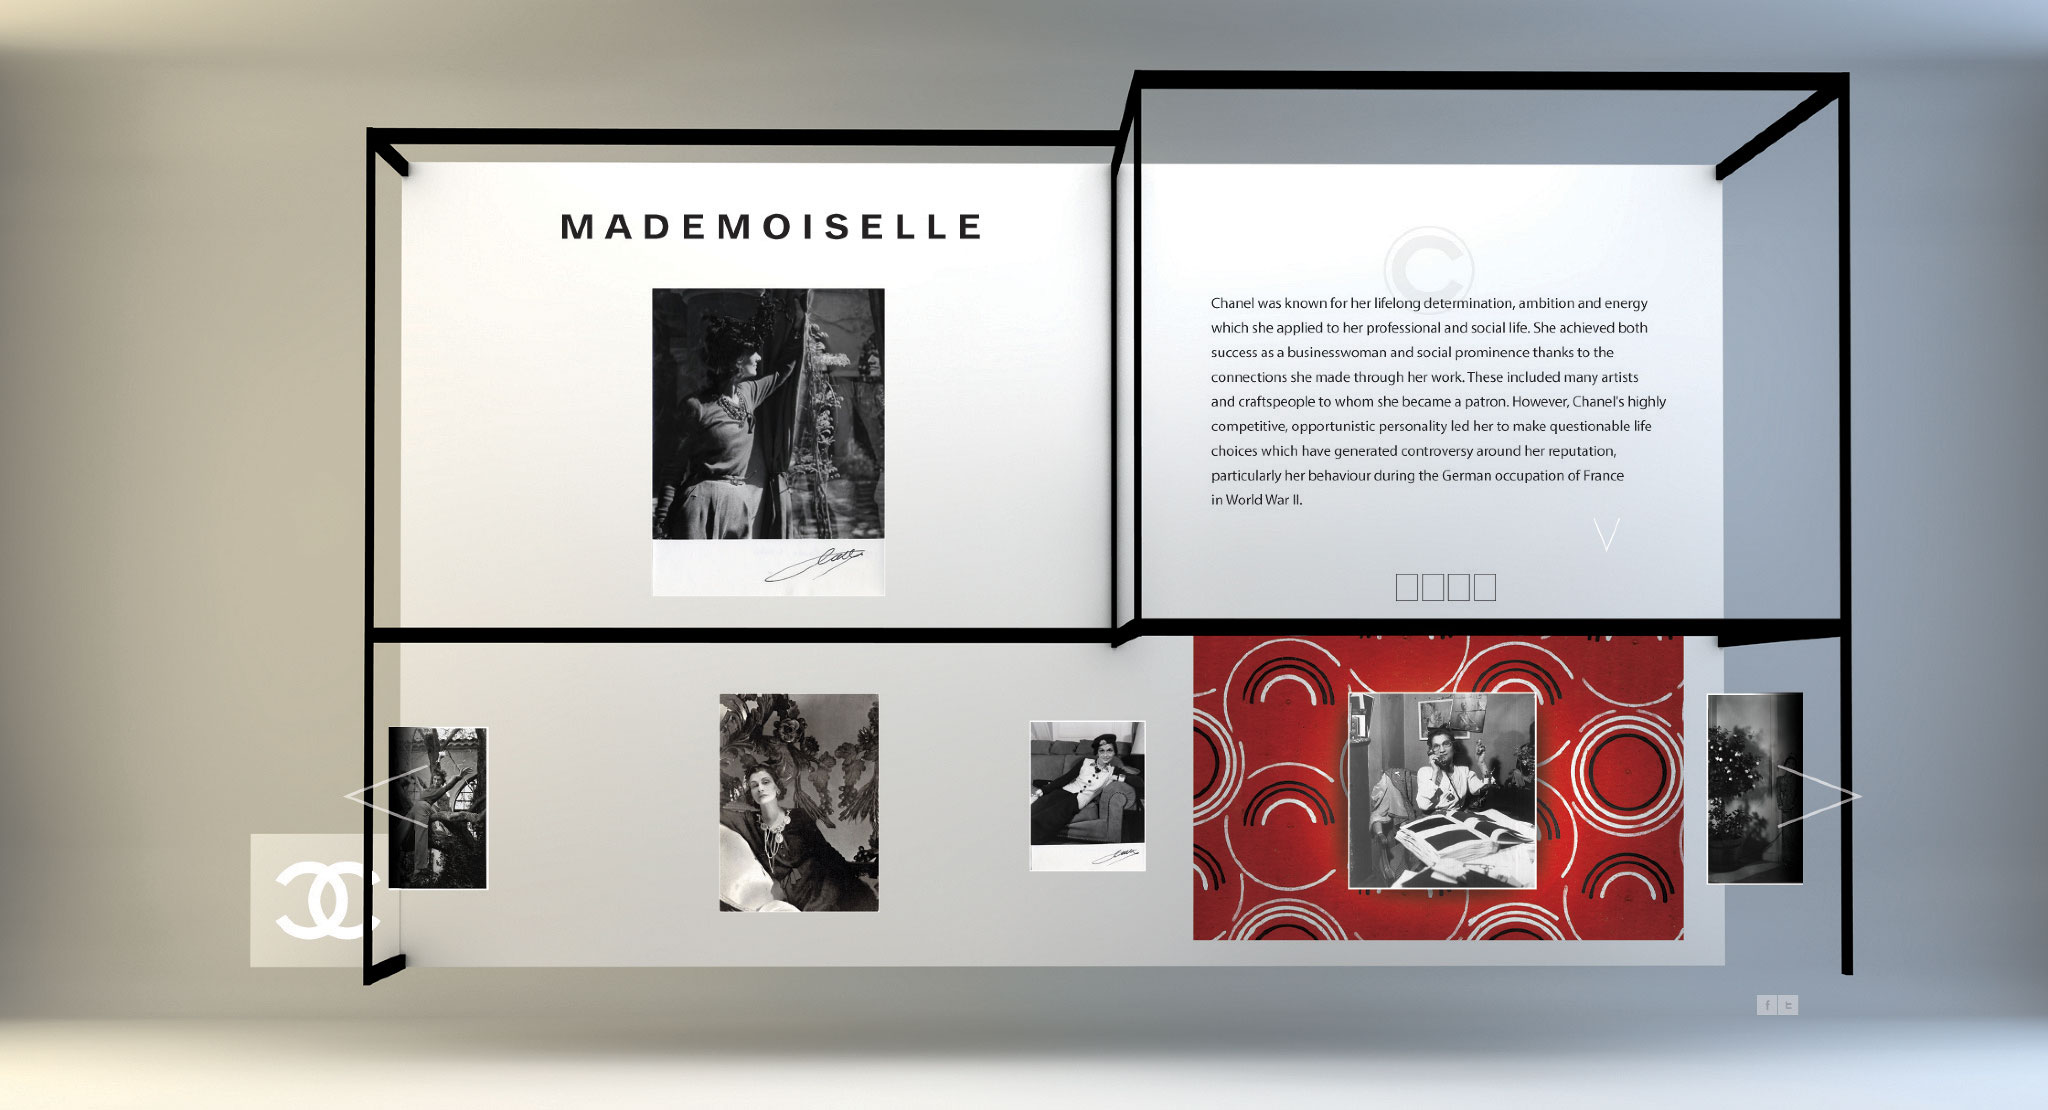 MADEMOISELLE
Chanel was known for her lifelong determination, ambition and energy
which she applied to her professional and social life. She achieved both
success as a businesswoman and social prominence thanks to the
connections she made through her work. These included many artists
and craftspeople to whom she became a patron. However, Chanel's highly
competitive, opportunistic personality led her to make questionable life
choices which have generated controversy around her reputation,
particularly her behaviour during the German occupation of France
in World War II.
f t